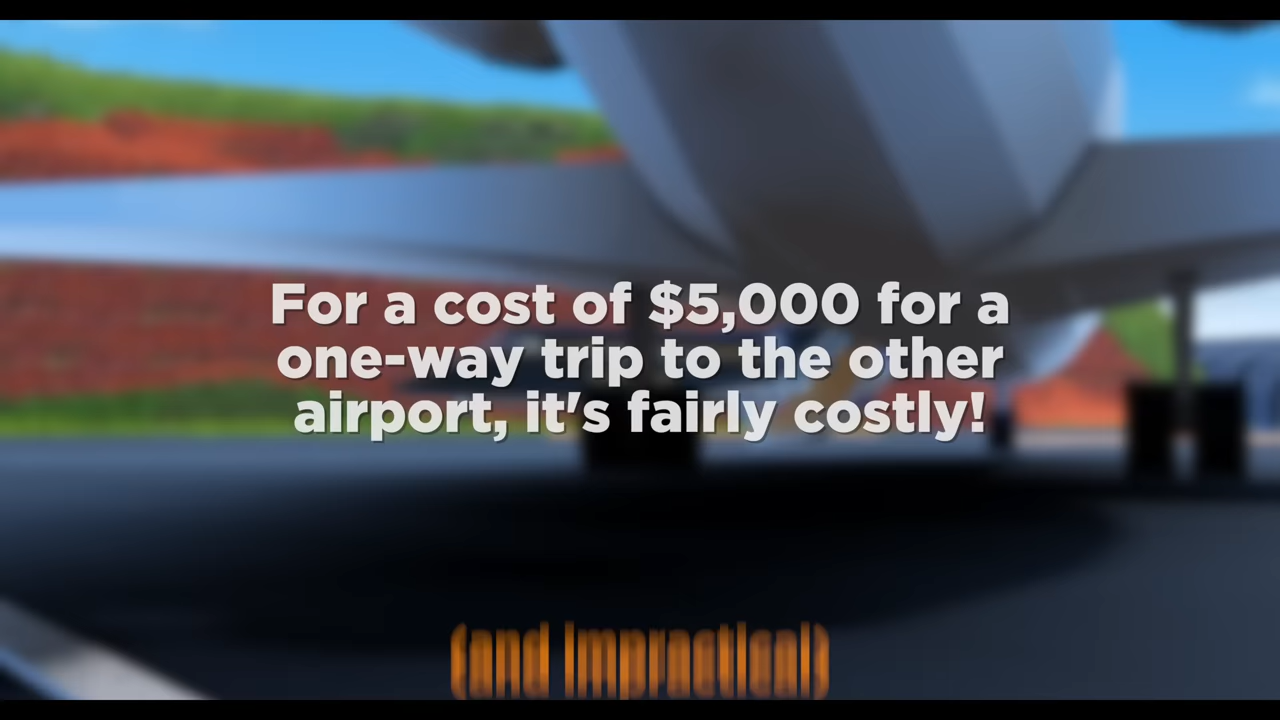 For a cost of $5,000 for a
one-way trip to the other
airport, it's fairly costly!
(and impractical)